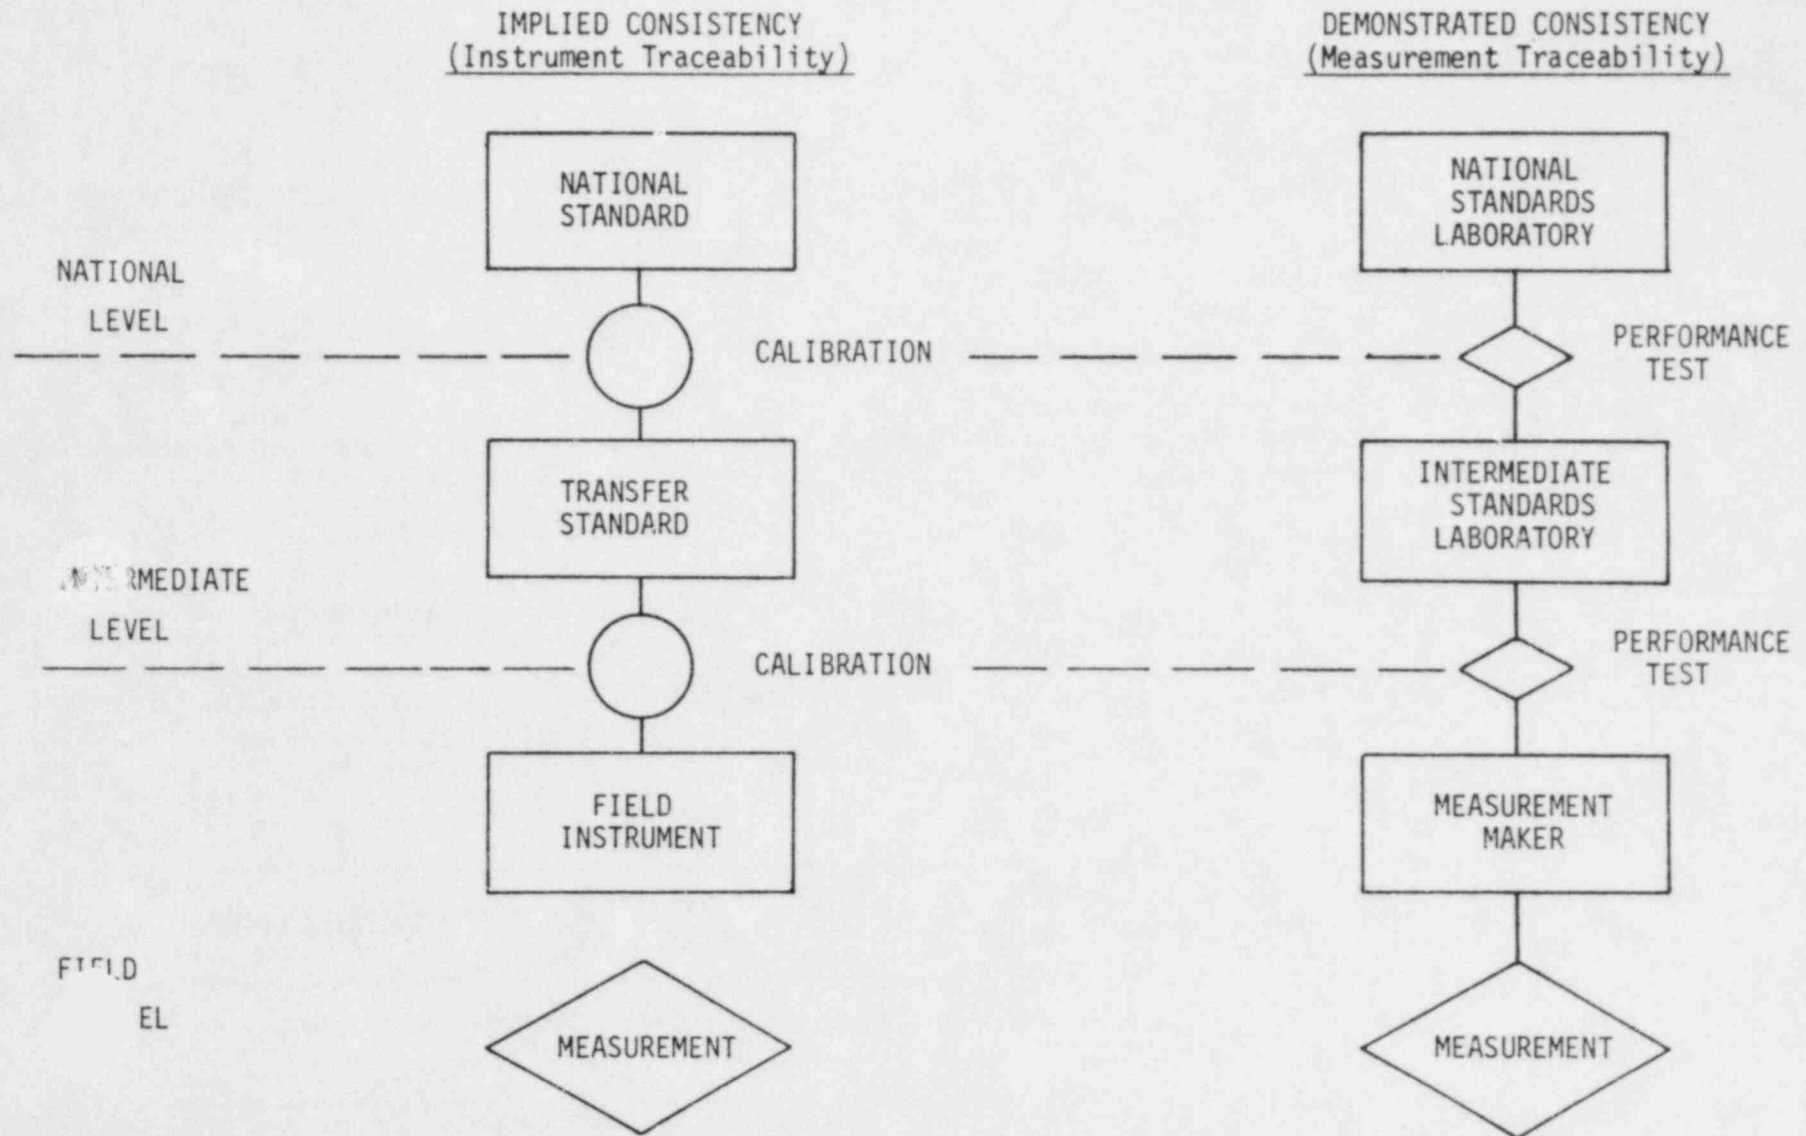 IMPLIED CONSISTENCY
(Instrument Traceability)
DEMONSTRATED CONSISTENCY
(Measurement Traceability)
NATIONAL
STANDARD
NATIONAL
STANDARDS
LABORATORY
NATIONAL
LEVEL
CALIBRATION
PERFORMANCE
TEST
TRANSFER
STANDARD
INTERMEDIATE
STANDARDS
LABORATORY
LEVEL
CALIBRATION
PERFORMANCE
TEST
FIELD
INSTRUMENT
MEASUREMENT
MAKER
FIELD
MEASUREMENT
MEASUREMENT